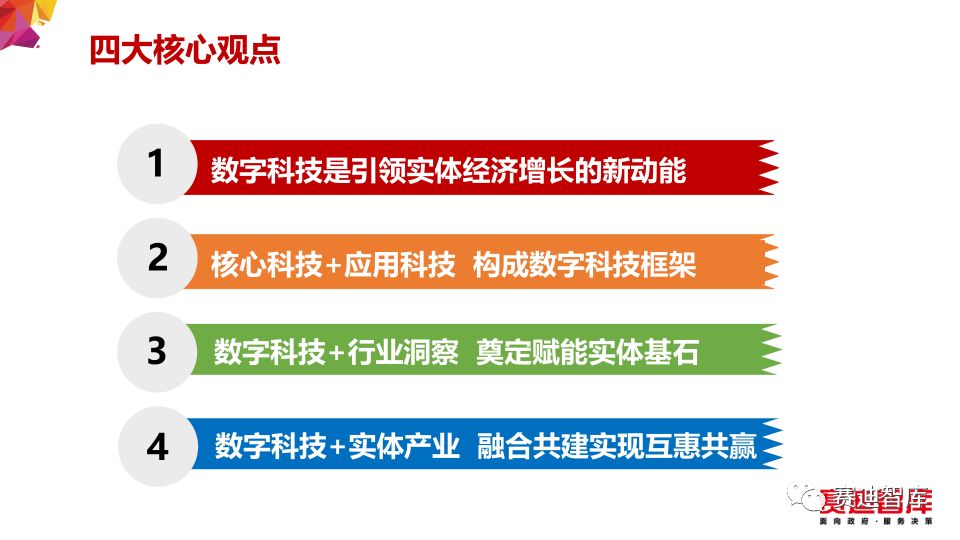 四大核心观点
1
数字科技是引领实体经济增长的新动能
2
核心科技+应用科技 构成数字科技框架
3
数字科技+行业洞察 奠定赋能实体基石
4
数字科技+实体产业 融合共建实现互惠共赢
赛迪智库
赛迪智库
面向政府·服务决策